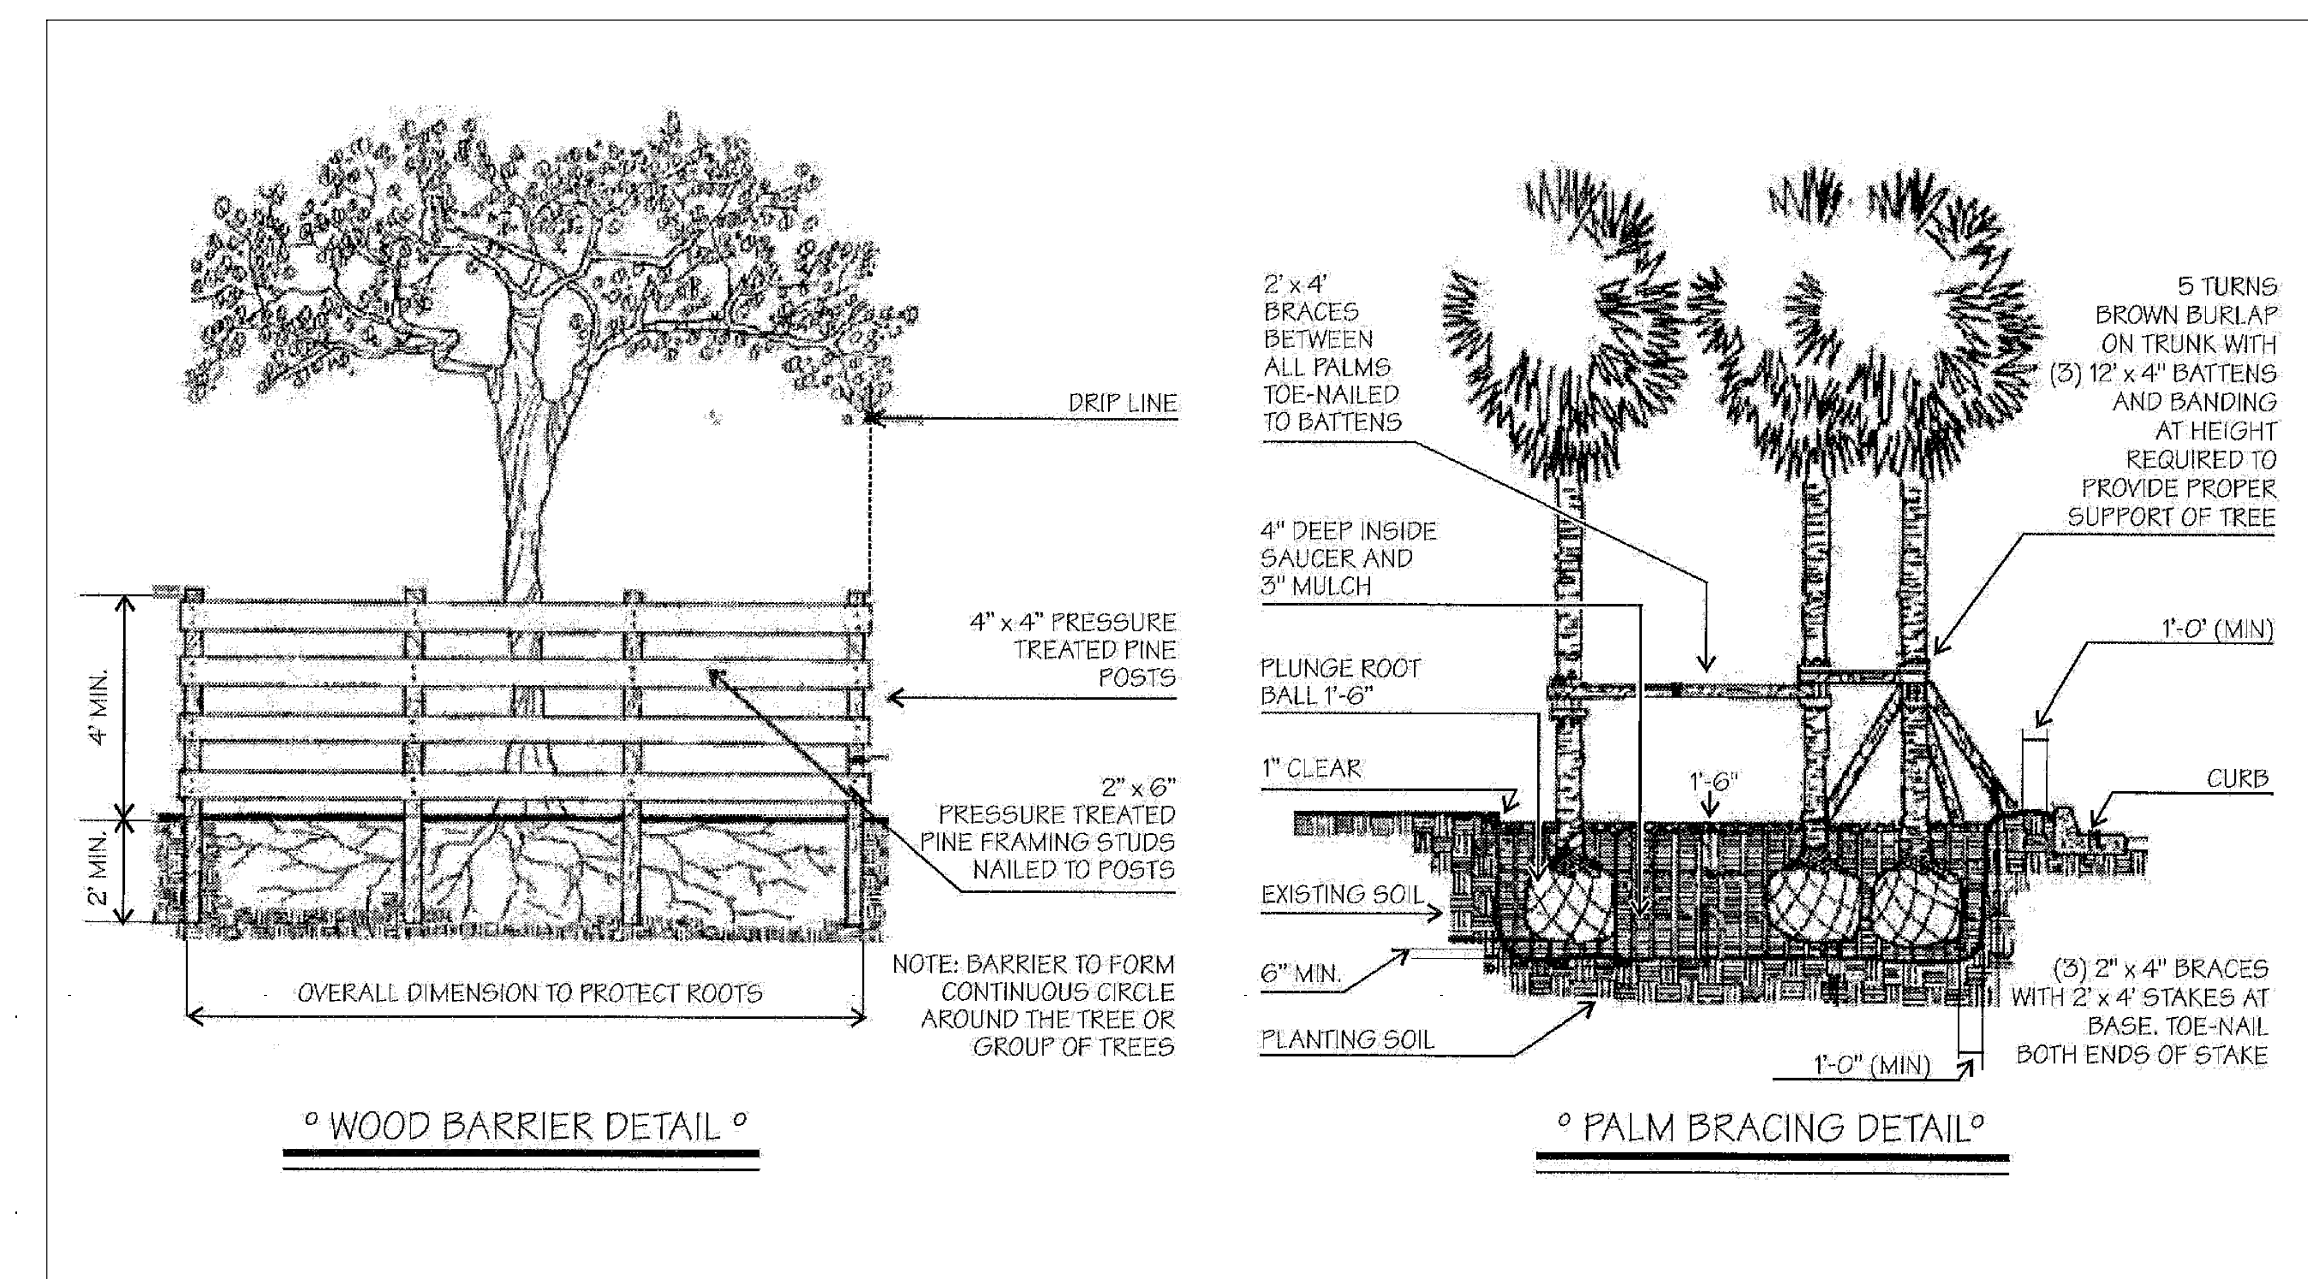 DRIP LINE
4" x 4" PRESSURE
TREATED PINE
POSTS
4' MIN.
2" x 6"
PRESSURE TREATED
PINE FRAMING STUDS
NAILED TO POSTS
2' MIN.
OVERALL DIMENSION TO PROTECT ROOTS
NOTE: BARRIER TO FORM
CONTINUOUS CIRCLE
AROUND THE TREE OR
GROUP OF TREES
° WOOD BARRIER DETAIL °
2' x 4'
BRACES
BETWEEN
ALL PALMS
TOE-NAILED
TO BATTENS
4" DEEP INSIDE
SAUCER AND
3" MULCH
PLUNGE ROOT
BALL 1'-6"
1" CLEAR
1'-6"
EXISTING SOIL
6" MIN.
PLANTING SOIL
5 TURNS
BROWN BURLAP
ON TRUNK WITH
(3) 12' x 4" BATTENS
AND BANDING
AT HEIGHT
REQUIRED TO
PROVIDE PROPER
SUPPORT OF TREE
1'-0' (MIN)
CURB
(3) 2" x 4" BRACES
WITH 2' x 4' STAKES AT
BASE. TOE-NAIL
BOTH ENDS OF STAKE
1'-0" (MIN)
° PALM BRACING DETAIL°